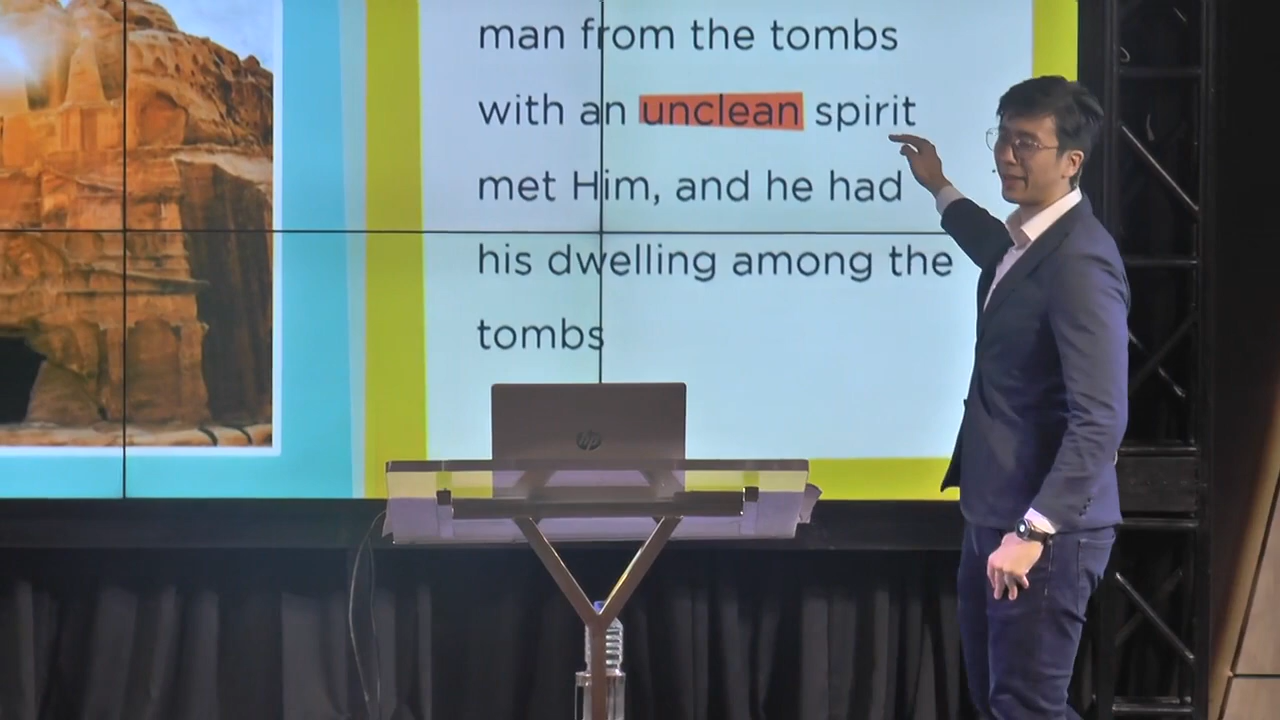 man from the tombs
with an unclean spirit
met Him, and he had
his dwelling among the
tombs
hp